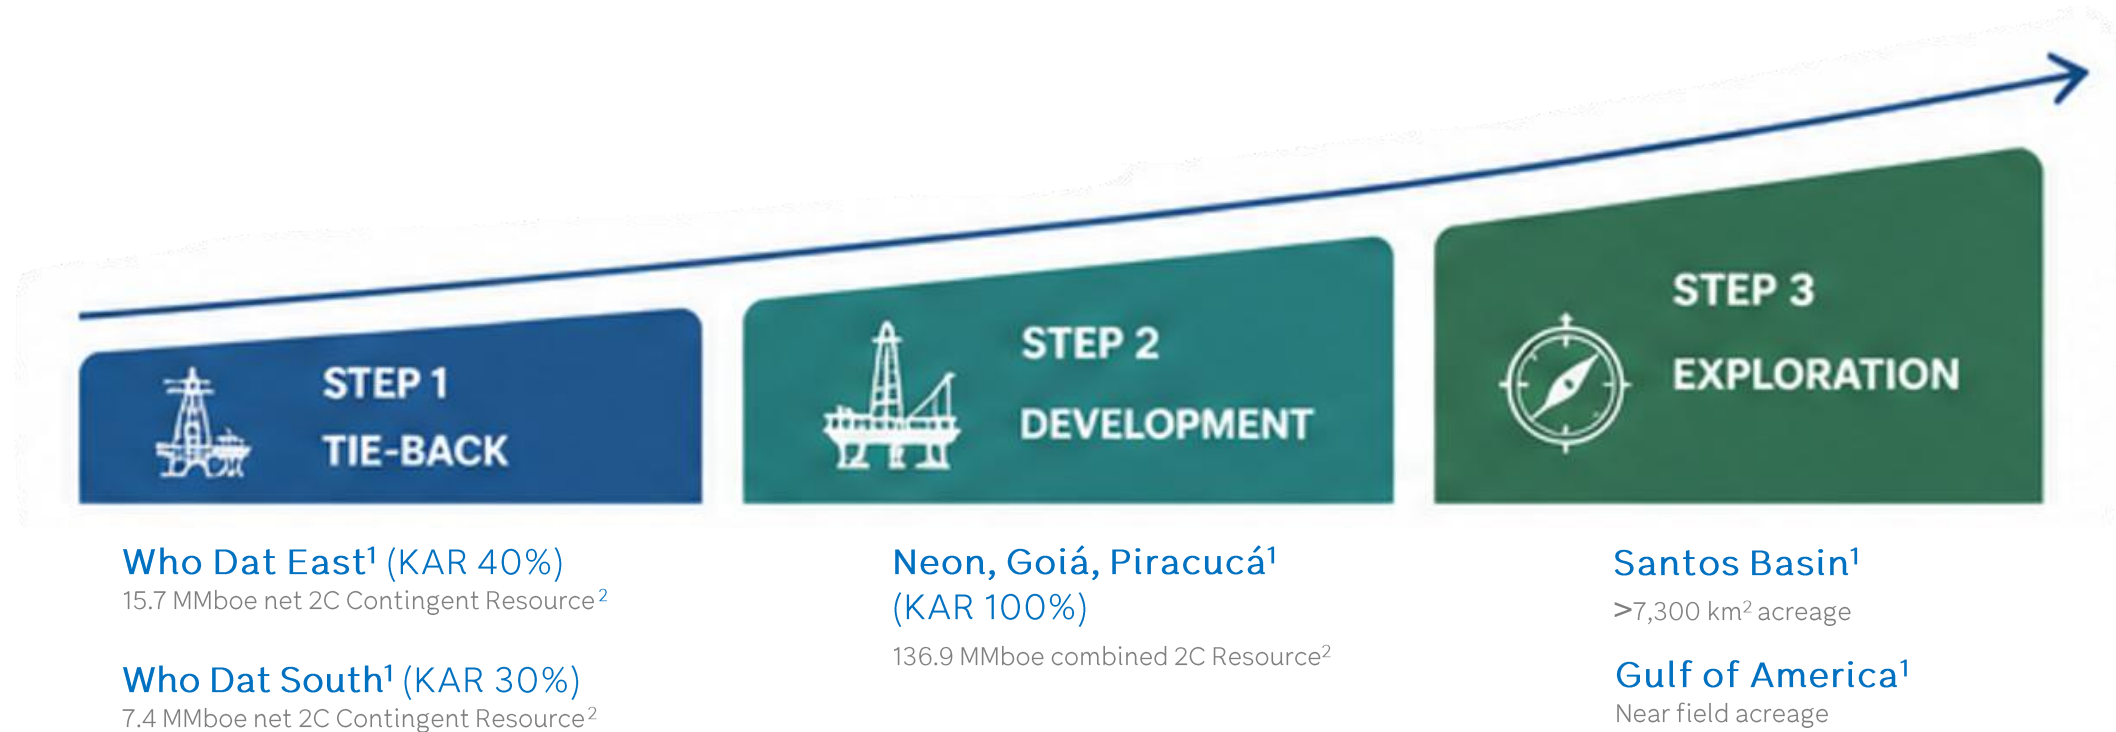 STEP 1
TIE-BACK
Who Dat East¹ (KAR 40%)
15.7 MMboe net 2C Contingent Resource²
Who Dat South¹ (KAR 30%)
7.4 MMboe net 2C Contingent Resource²
STEP 2
DEVELOPMENT
Neon, Goiá, Piracucá¹
(KAR 100%)
136.9 MMboe combined 2C Resource²
STEP 3
EXPLORATION
Santos Basin¹
>7,300 km² acreage
Gulf of America¹
Near field acreage